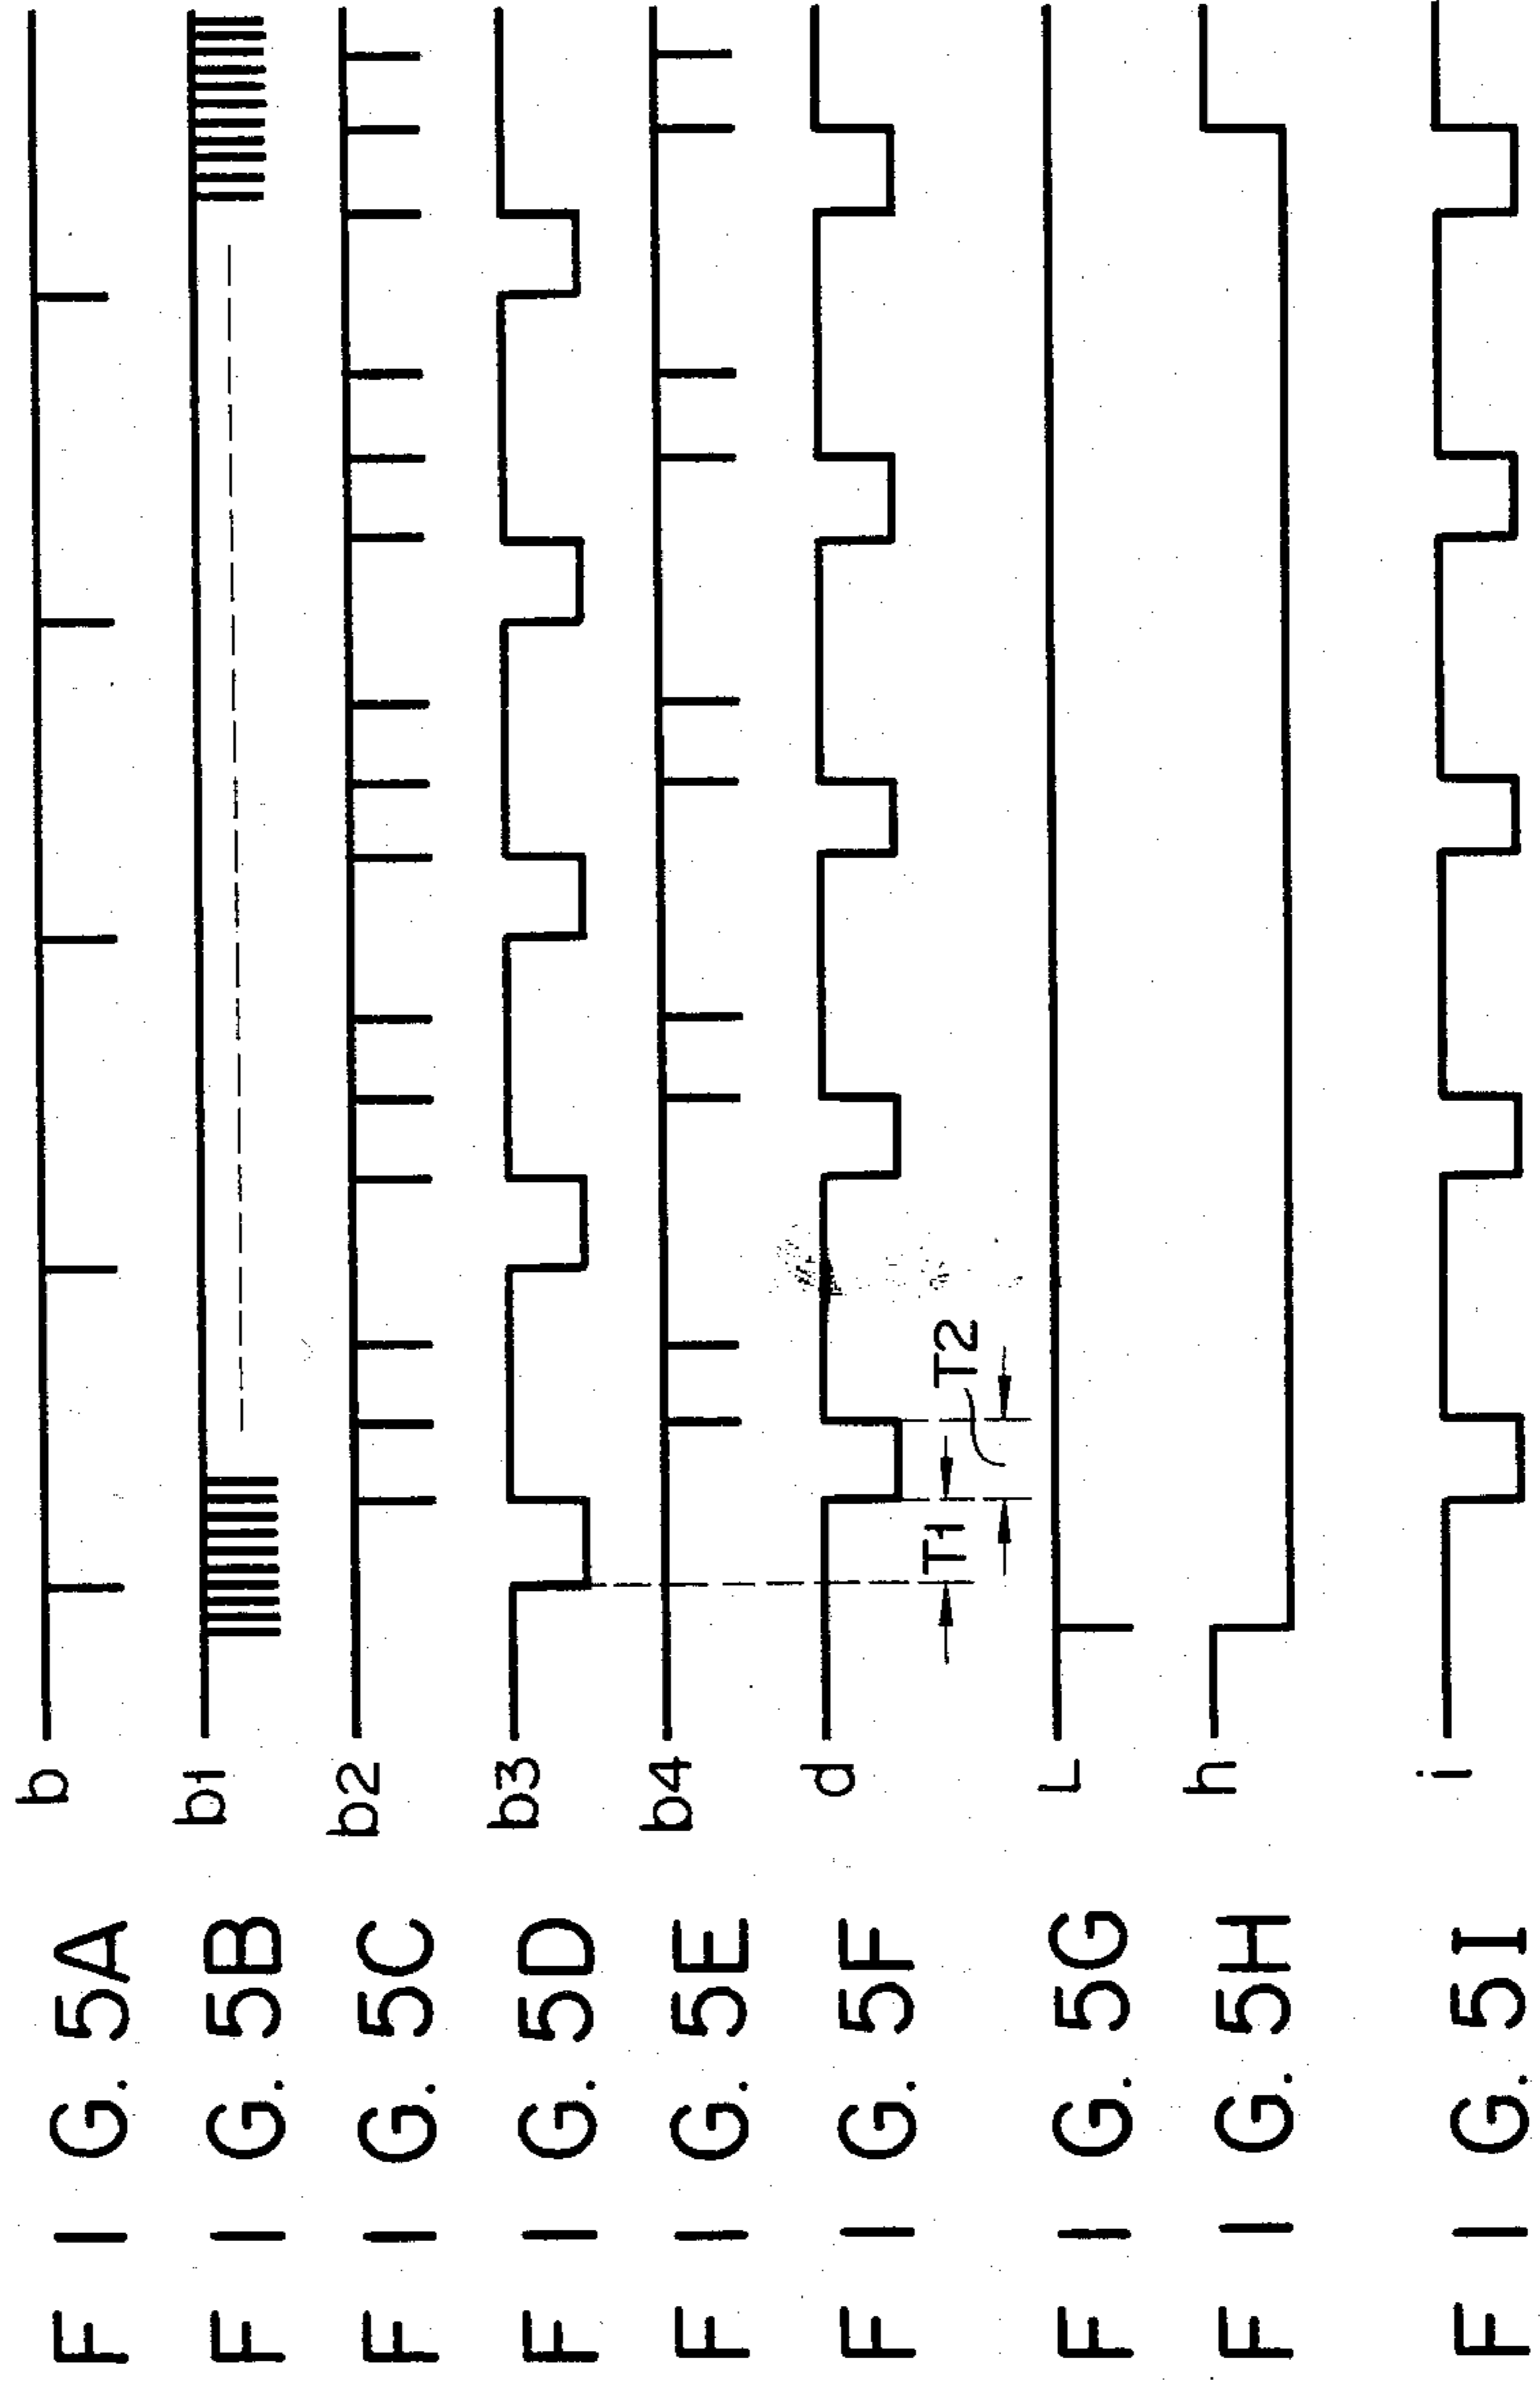 FIG. 5A b
FIG. 5B b1
FIG. 5C b2
FIG. 5D b3
FIG. 5E b4
FIG. 5F d
T1
T2
FIG. 5G L
FIG. 5H h
FIG. 5I i